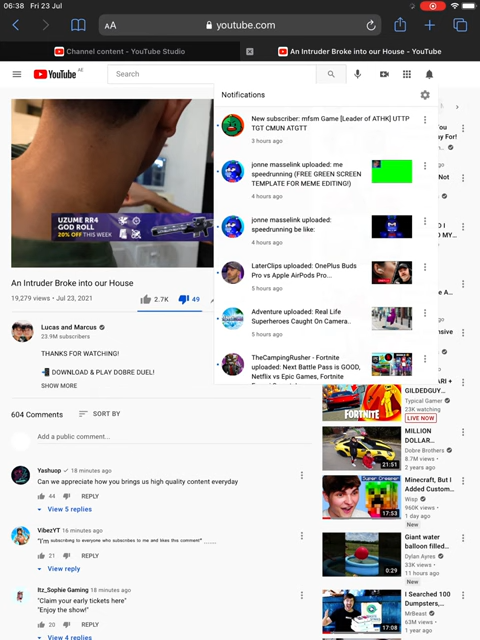 06:38 Fri 23 Jul
AA
youtube.com
Channel content - YouTube Studio
An Intruder Broke into our House - YouTube
YouTube AE
Search
Notifications
New subscriber: mfsm Game [Leader of ATHK] UTTP
TGT CMUN ATGTT
3 hours ago
jonne masselink uploaded: me
speedrunning (FREE GREEN SCREEN
TEMPLATE FOR MEME EDITING!)
4 hours ago
jonne masselink uploaded:
speedrunning be like:
4 hours ago
LaterClips uploaded: OnePlus Buds
Pro vs Apple AirPods Pro...
5 hours ago
Adventure uploaded: Real Life
Superheroes Caught On Camera..
5 hours ago
TheCampingRusher - Fortnite
uploaded: Next Battle Pass is GOOD,
Netflix vs Epic Games, Fortnite
UZUME RR4
GOD ROLL
20% OFF THIS WEEK
An Intruder Broke into our House
19,279 views • Jul 23, 2021
2.7K
49
Lucas and Marcus
23.9M subscribers
THANKS FOR WATCHING!
DOWNLOAD & PLAY DOBRE DUEL!
SHOW MORE
604 Comments
SORT BY
Add a public comment...
Yashuop 18 minutes ago
Can we appreciate how you brings us high quality content everyday
44
REPLY
View 5 replies
VibezYT 16 minutes ago
"I'm subscribing to everyone who subscribes to me and likes this comment" ......
21
REPLY
View reply
Itz_Sophie Gaming 18 minutes ago
"Claim your early tickets here"
"Enjoy the show!"
20
REPLY
View 4 replies
FORTNITE
GILDEDGUY...
Typical Gamer
23K watching
LIVE NOW
MILLION
DOLLAR...
Dobre Brothers
8.7M views •
2 years ago
21:51
Minecraft, But I
Added Custom...
Wisp
960K views •
1 day ago
New
Super Creeper
17:53
Giant water
balloon filled...
Dylan Ayres
33K views •
11 hours ago
New
0:29
I Searched 100
Dumpsters,...
MrBeast
63M views •
1 year ago
17:08